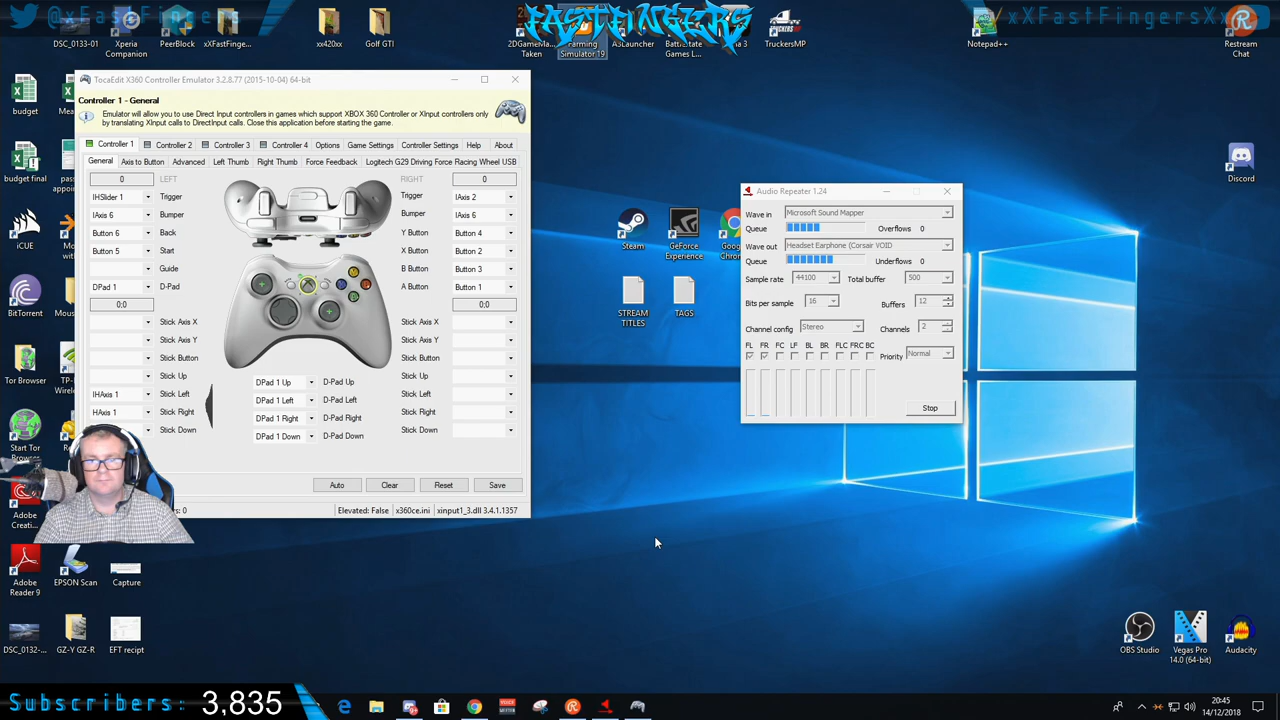 @xFastFingers
FASTFINGERS
/xXFastFingersXx
DSC_0133-01
Xperia
Companion
PeerBlock
xXFastFinge...
xx420xx
Golf GTI
2DGameMa...
Taken
Farming
Simulator 19
A3Launcher
BattleState
Games L...
TruckersMP
Notepad++
Restream
Chat
TocaEdit X360 Controller Emulator 3.2.8.77 (2015-10-04) 64-bit
Controller 1 - General
Emulator will allow you to use Direct Input controllers in games which support XBOX 360 Controller or XInput controllers only
by translating XInput calls to DirectInput calls. Close this application before starting the game.
Controller 1 Controller 2 Controller 3 Controller 4 Options Game Settings Controller Settings Help About
General Axis to Button Advanced Left Thumb Right Thumb Force Feedback Logitech G29 Driving Force Racing Wheel USB
0 LEFT RIGHT 0
IHSlider 1 Trigger Trigger IAxis 2
IAxis 6 Bumper Bumper IAxis 6
Button 6 Back Y Button Button 4
Button 5 Start X Button Button 2
Guide B Button Button 3
DPad 1 D-Pad A Button Button 1
0:0 0:0
Stick Axis X Stick Axis X
Stick Axis Y Stick Axis Y
Stick Button Stick Button
Stick Up DPad 1 Up D-Pad Up Stick Up
IHAxis 1 Stick Left DPad 1 Left D-Pad Left Stick Left
HAxis 1 Stick Right DPad 1 Right D-Pad Right Stick Right
Stick Down DPad 1 Down D-Pad Down Stick Down
Auto Clear Reset Save
s: 0 Elevated: False x360ce.ini xinput1_3.dll 3.4.1.1357
budget
budget final
iCUE
BitTorrent
Tor Browser
Start Tor
Adobe
Creati...
Adobe
Reader 9
EPSON Scan
Capture
DSC_0132-...
GZ-Y GZ-R
EFT recipt
Steam
GeForce
Experience
STREAM
TITLES
TAGS
Audio Repeater 1.24
Wave in Microsoft Sound Mapper
Queue Overflows 0
Wave out Headset Earphone (Corsair VOID
Queue Underflows 0
Sample rate 44100 Total buffer 500
Bits per sample 16 Buffers 12
Channel config Stereo Channels 2
FL FR FC LF BL BR FLC FRC BC
Priority Normal
Stop
Discord
OBS Studio
Vegas Pro
14.0 (64-bit)
Audacity
Subscribers: 3,835
20:45
14/12/2018